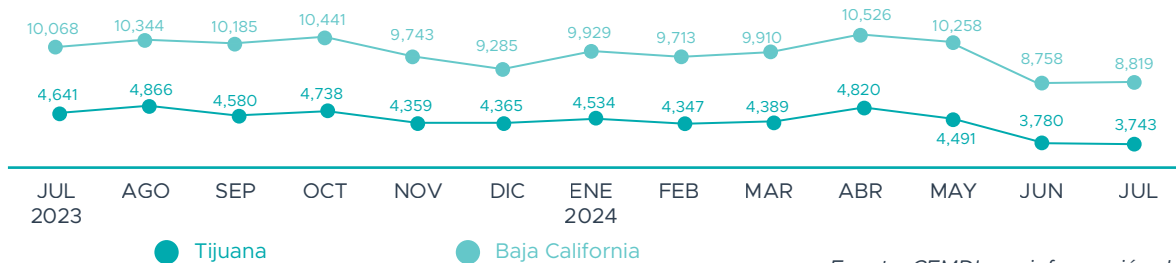 10,068 10,344 10,185 10,441 9,743 9,285 9,929 9,713 9,910 10,526 10,258 8,758 8,819
4,641 4,866 4,580 4,738 4,359 4,365 4,534 4,347 4,389 4,820 4,491 3,780 3,743
JUL AGO SEP OCT NOV DIC ENE FEB MAR ABR MAY JUN JUL
2023 2024
Tijuana Baja California